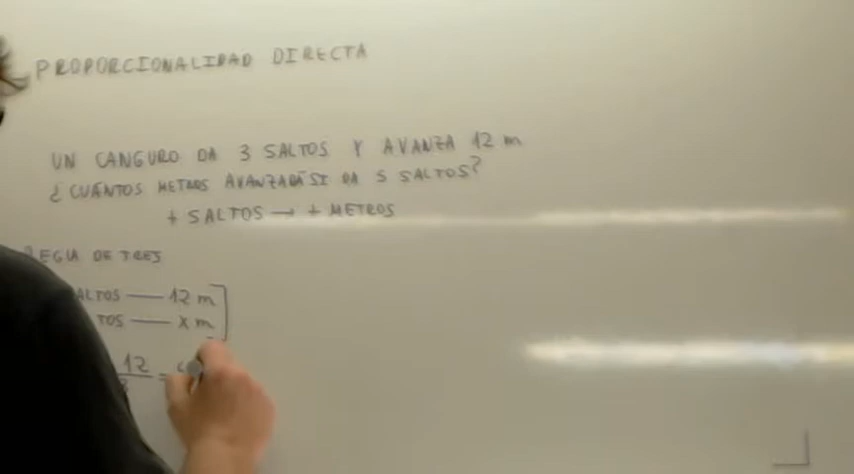 PROPORCIONALIDAD DIRECTA
UN CANGURO DA 3 SALTOS Y AVANZA 12 m
¿CUÁNTOS METROS AVANZARÁ SI DA 5 SALTOS?
+ SALTOS → + METROS
REGLA DE TRES
ALTOS — 12 m
TOS — x m
12
=